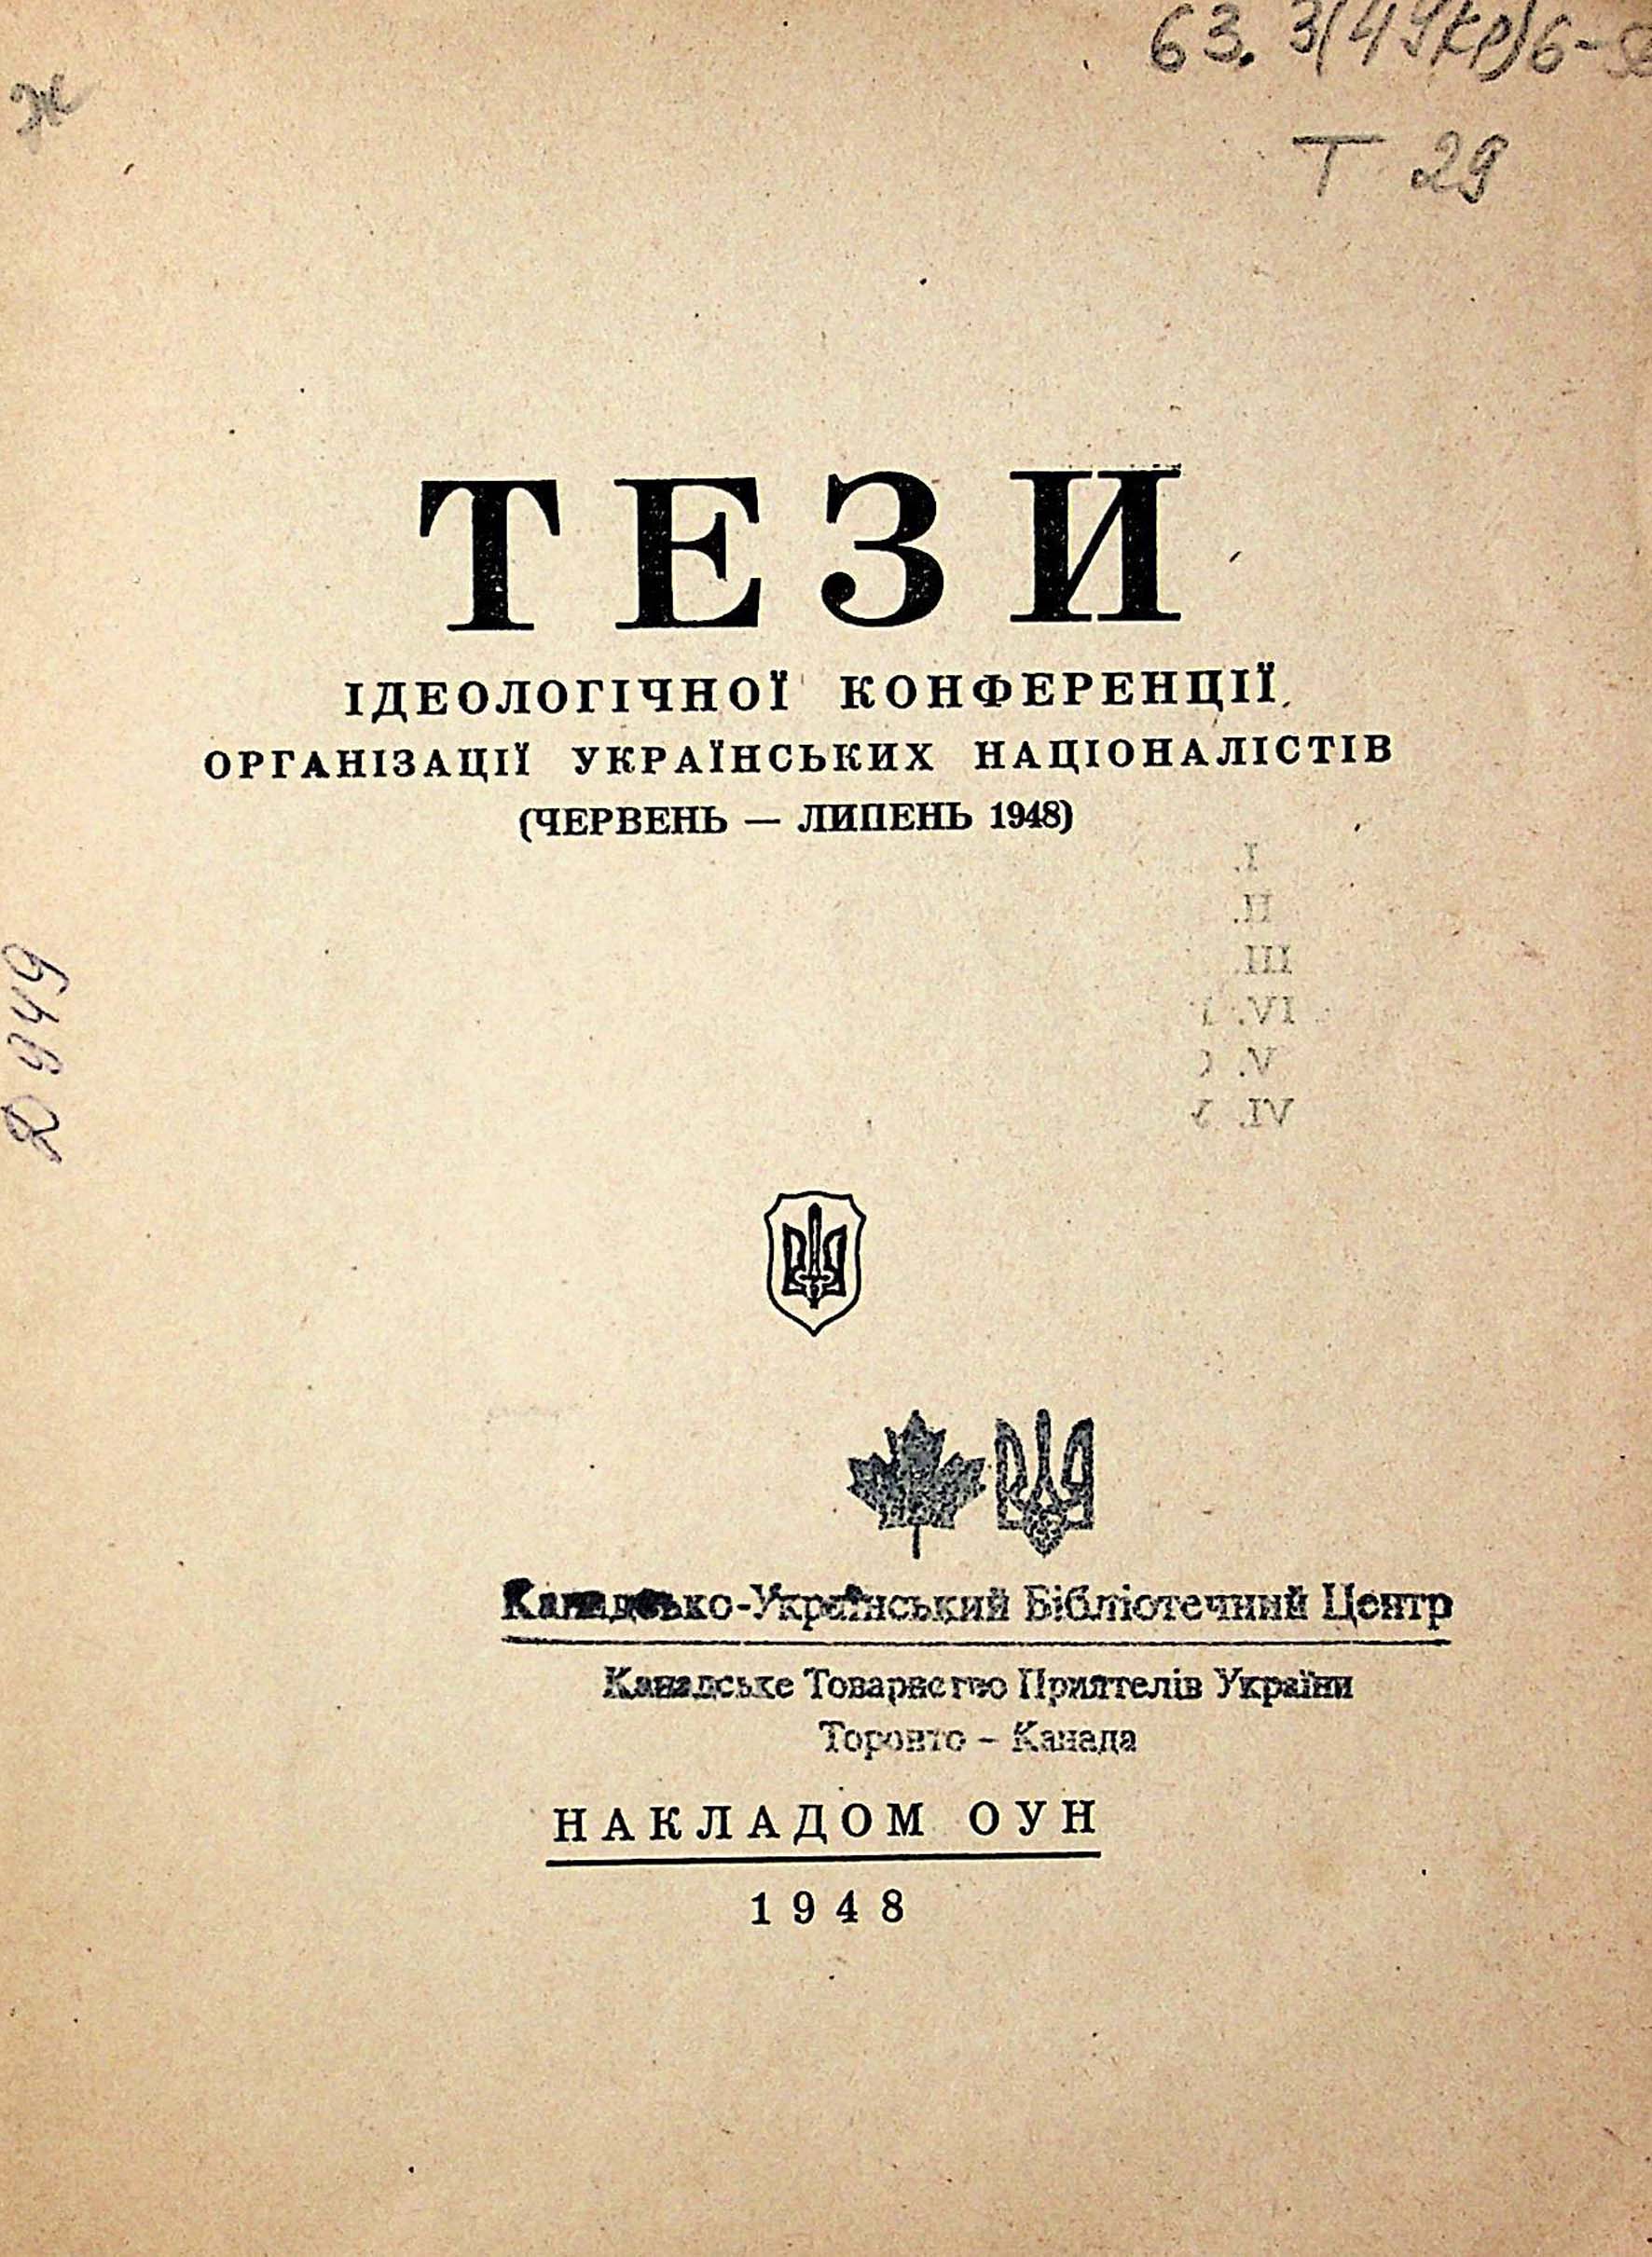 63.3(4Укр)6-
Т 29
ж
ТЕЗИ
ІДЕОЛОГІЧНОЇ КОНФЕРЕНЦІЇ
ОРГАНІЗАЦІЇ УКРАЇНСЬКИХ НАЦІОНАЛІСТІВ
(ЧЕРВЕНЬ — ЛИПЕНЬ 1948)
I.
II.
III.
IV.
V.
VI.
Канадсько-Український Бібліотечний Центр
Канадське Товариство Приятелів України
Торонто – Канада
НАКЛАДОМ ОУН
1948